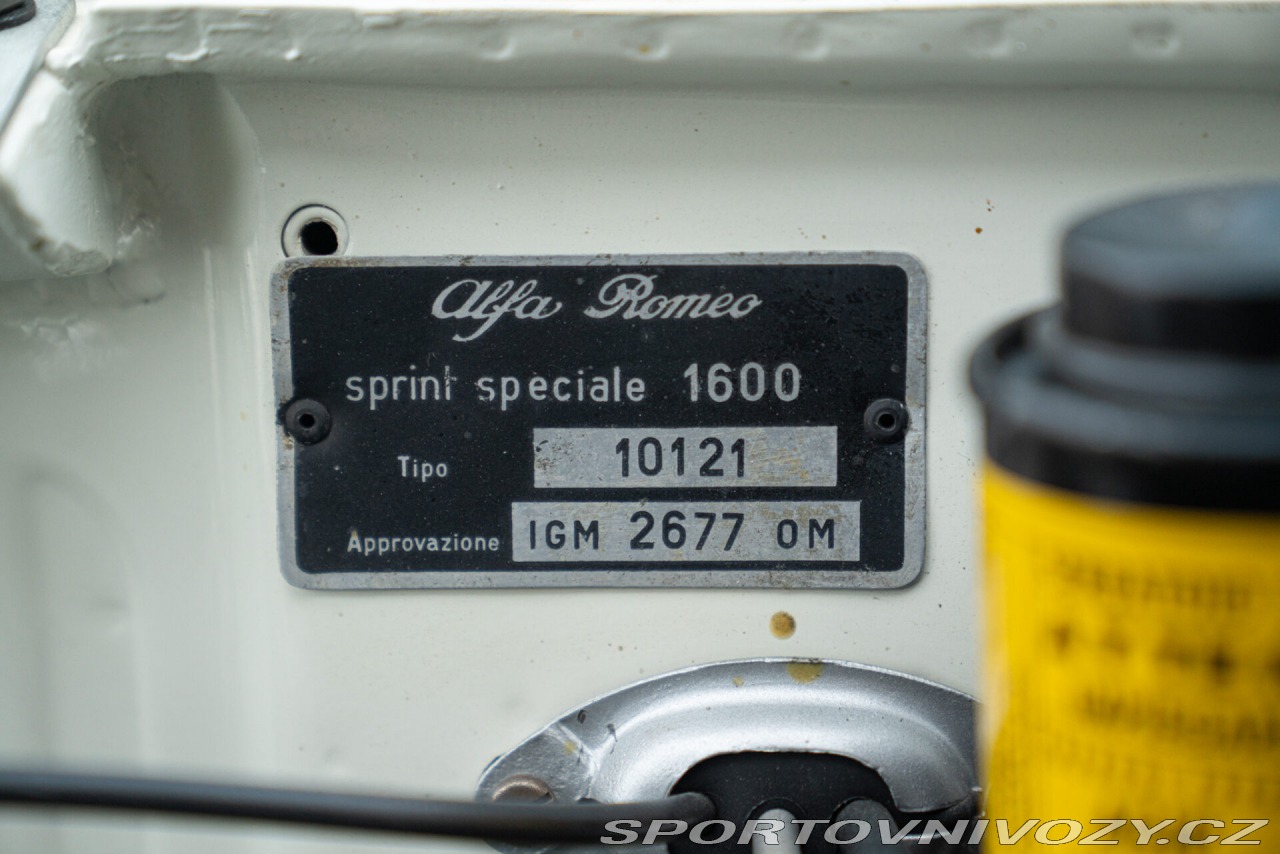 Alfa Romeo
sprint speciale 1600
Tipo 10121
Approvazione IGM 2677 OM
SPORTOVNIVOZY.CZ